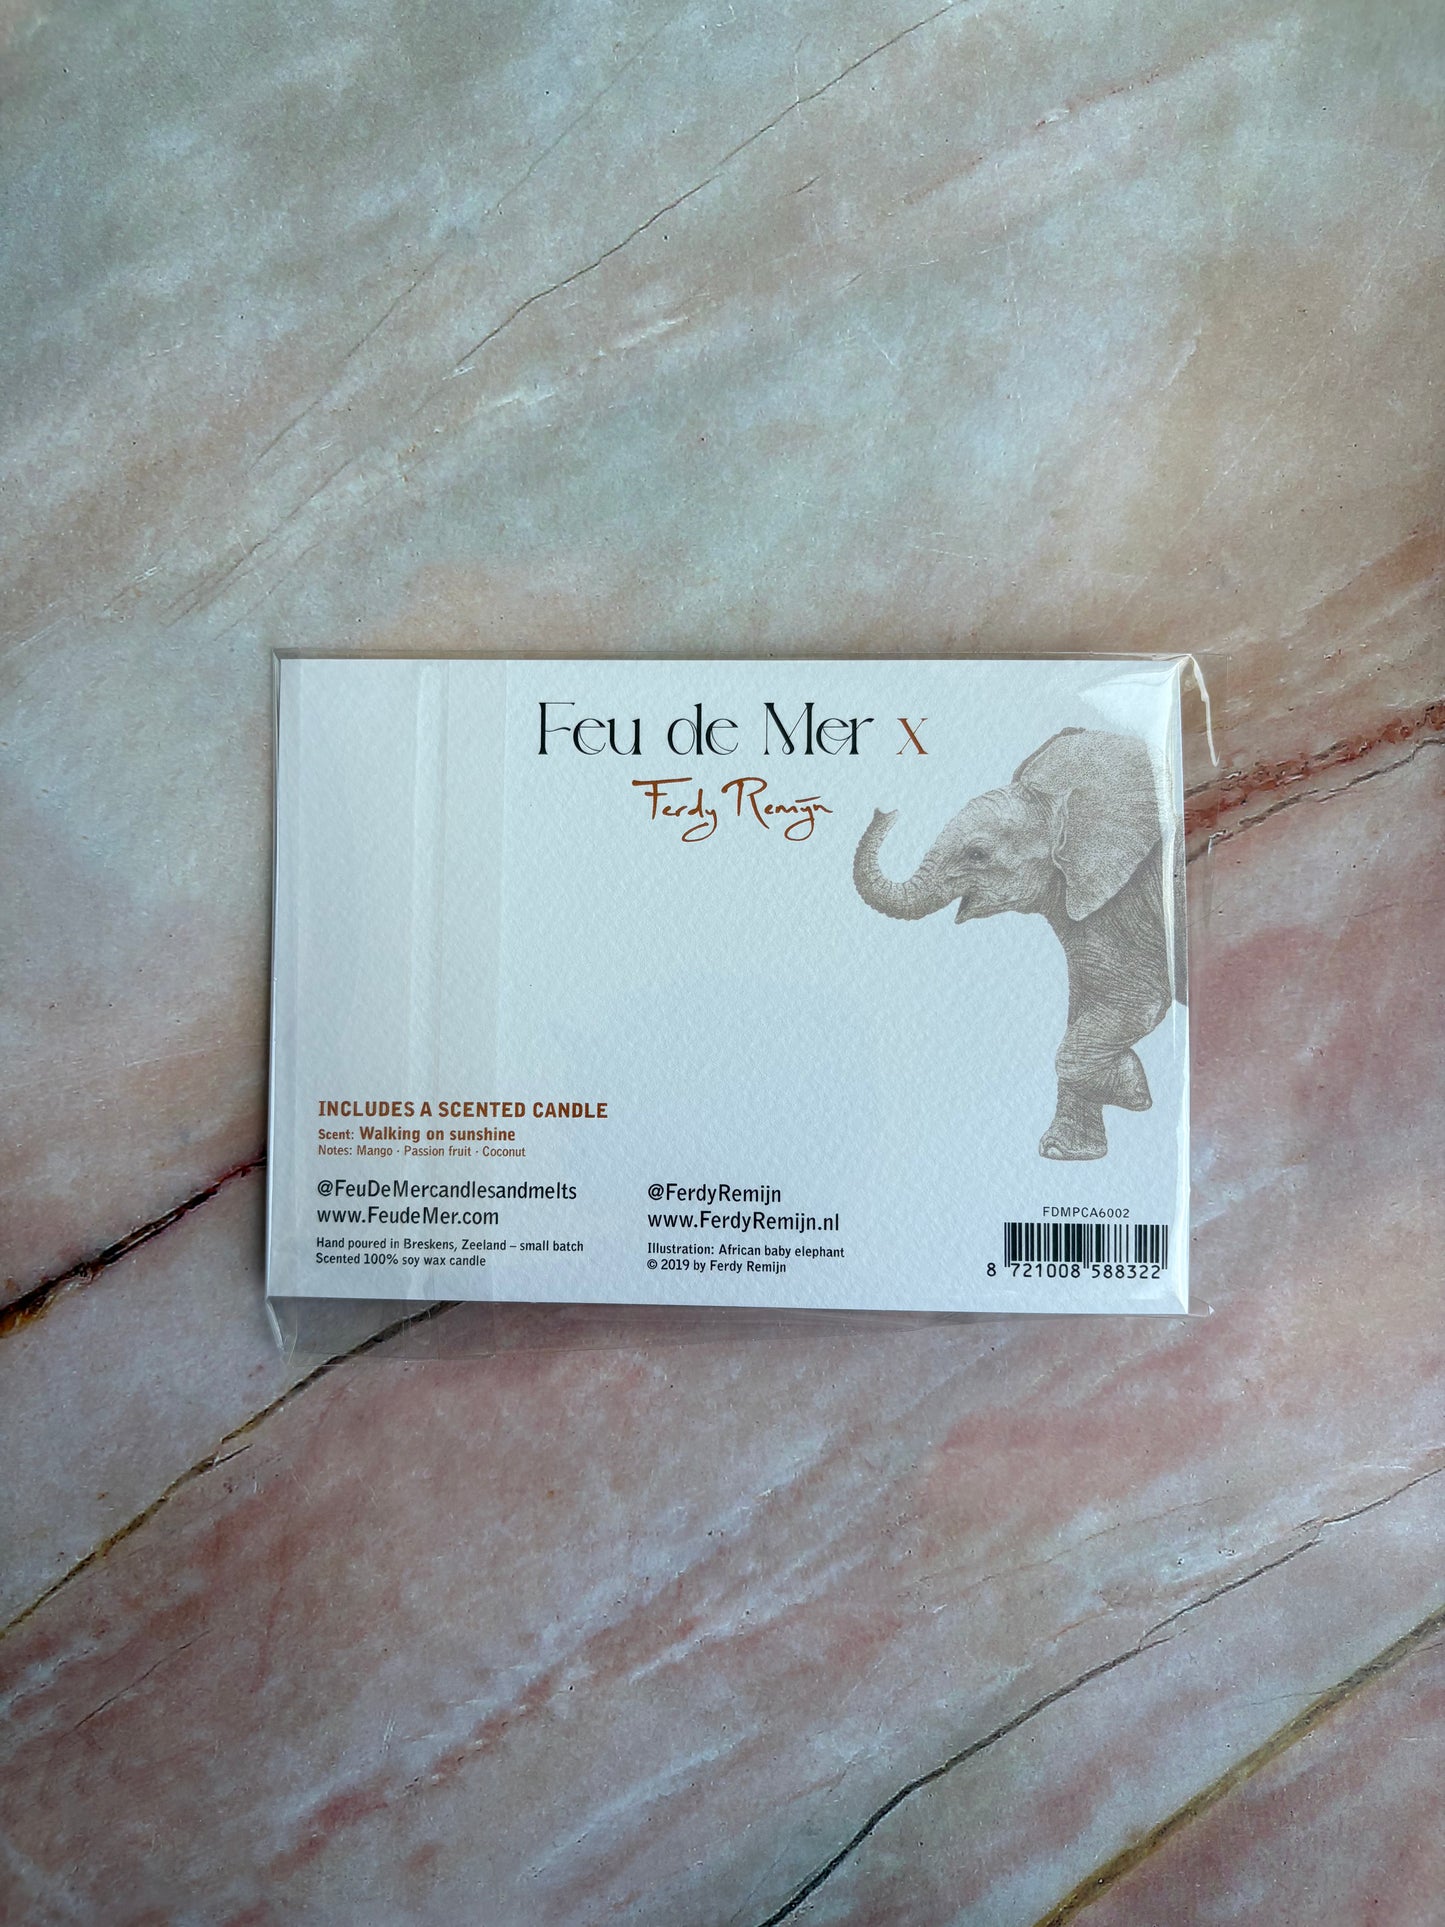 Feu de Mer x
Ferdy Remijn
INCLUDES A SCENTED CANDLE
Scent: Walking on sunshine
Notes: Mango · Passion fruit · Coconut
@FeuDeMercandlesandmelts
www.FeudeMer.com
Hand poured in Breskens, Zeeland – small batch
Scented 100% soy wax candle
@FerdyRemijn
www.FerdyRemijn.nl
Illustration: African baby elephant
© 2019 by Ferdy Remijn
FDMPCA6002
8 721008 588322